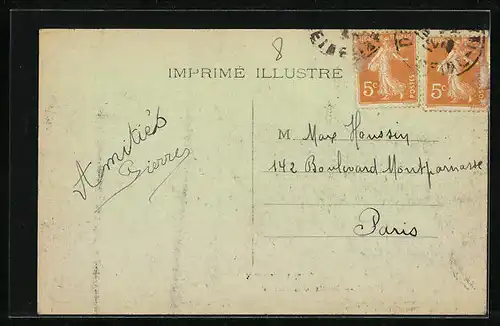 8
IMPRIMÉ ILLUSTRÉ
5c POSTES
5c POSTES
Amitiés
Pierre
M. Max Houssin
142 Boulevard Montparnasse
Paris